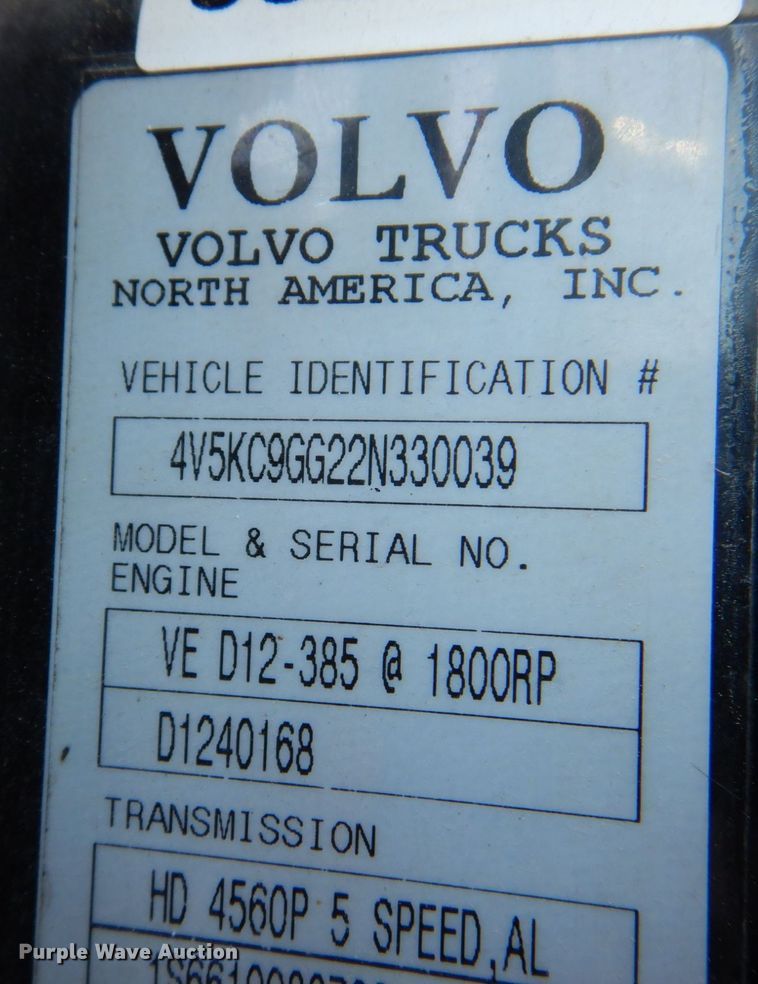 VOLVO
VOLVO TRUCKS
NORTH AMERICA, INC.
VEHICLE IDENTIFICATION #
4V5KC9GG22N330039
MODEL & SERIAL NO.
ENGINE
VE D12-385 @ 1800RP
D1240168
TRANSMISSION
HD 4560P 5 SPEED,AL
Purple Wave Auction